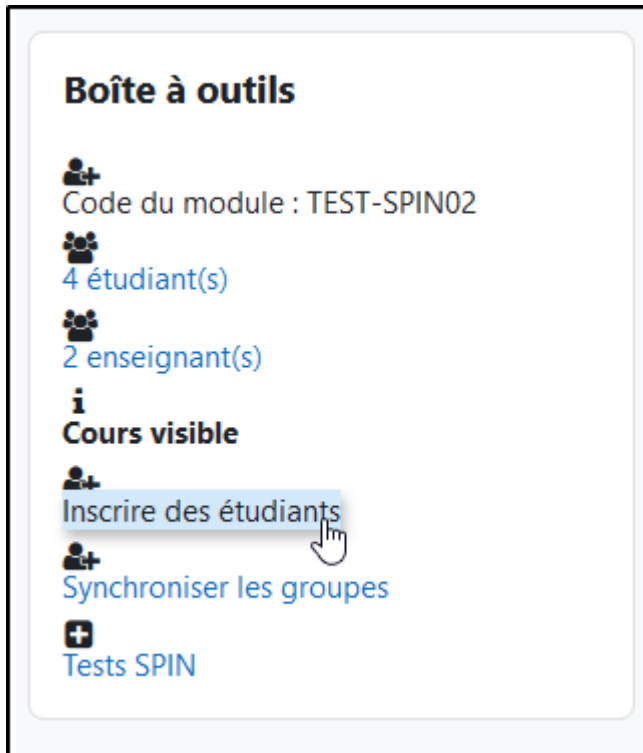 Boîte à outils
Code du module : TEST-SPIN02
4 étudiant(s)
2 enseignant(s)
Cours visible
Inscrire des étudiants
Synchroniser les groupes
Tests SPIN